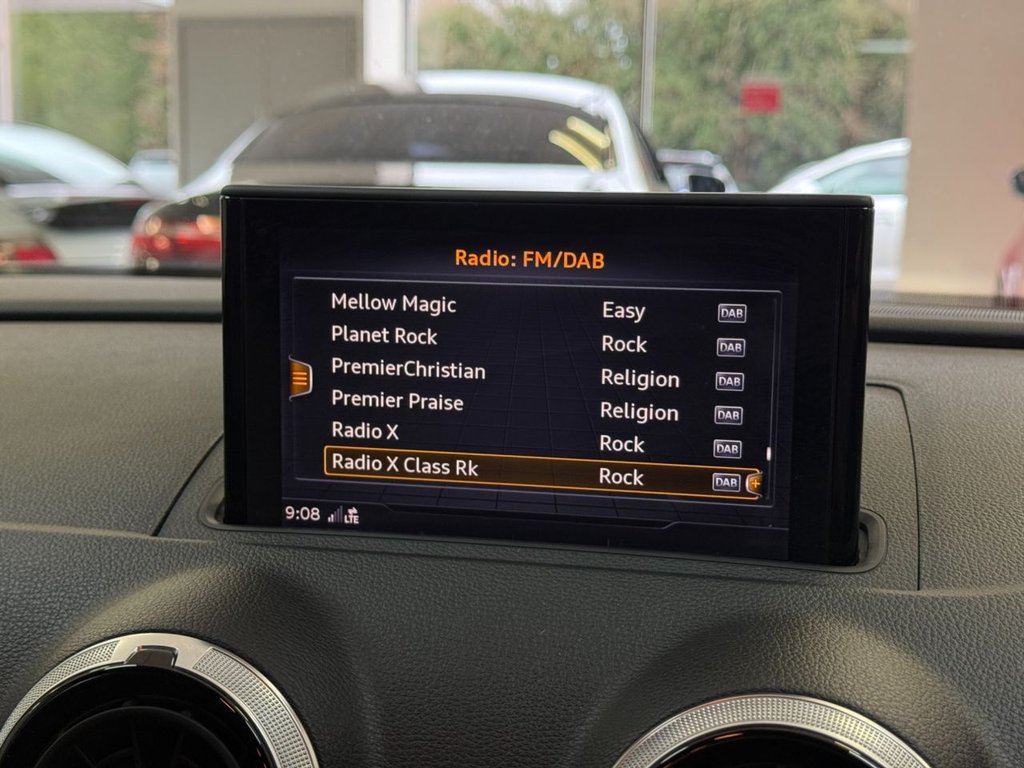 Radio: FM/DAB
Mellow Magic Easy DAB
Planet Rock Rock DAB
PremierChristian Religion DAB
Premier Praise Religion DAB
Radio X Rock DAB
Radio X Class Rk Rock DAB +
9:08 LTE